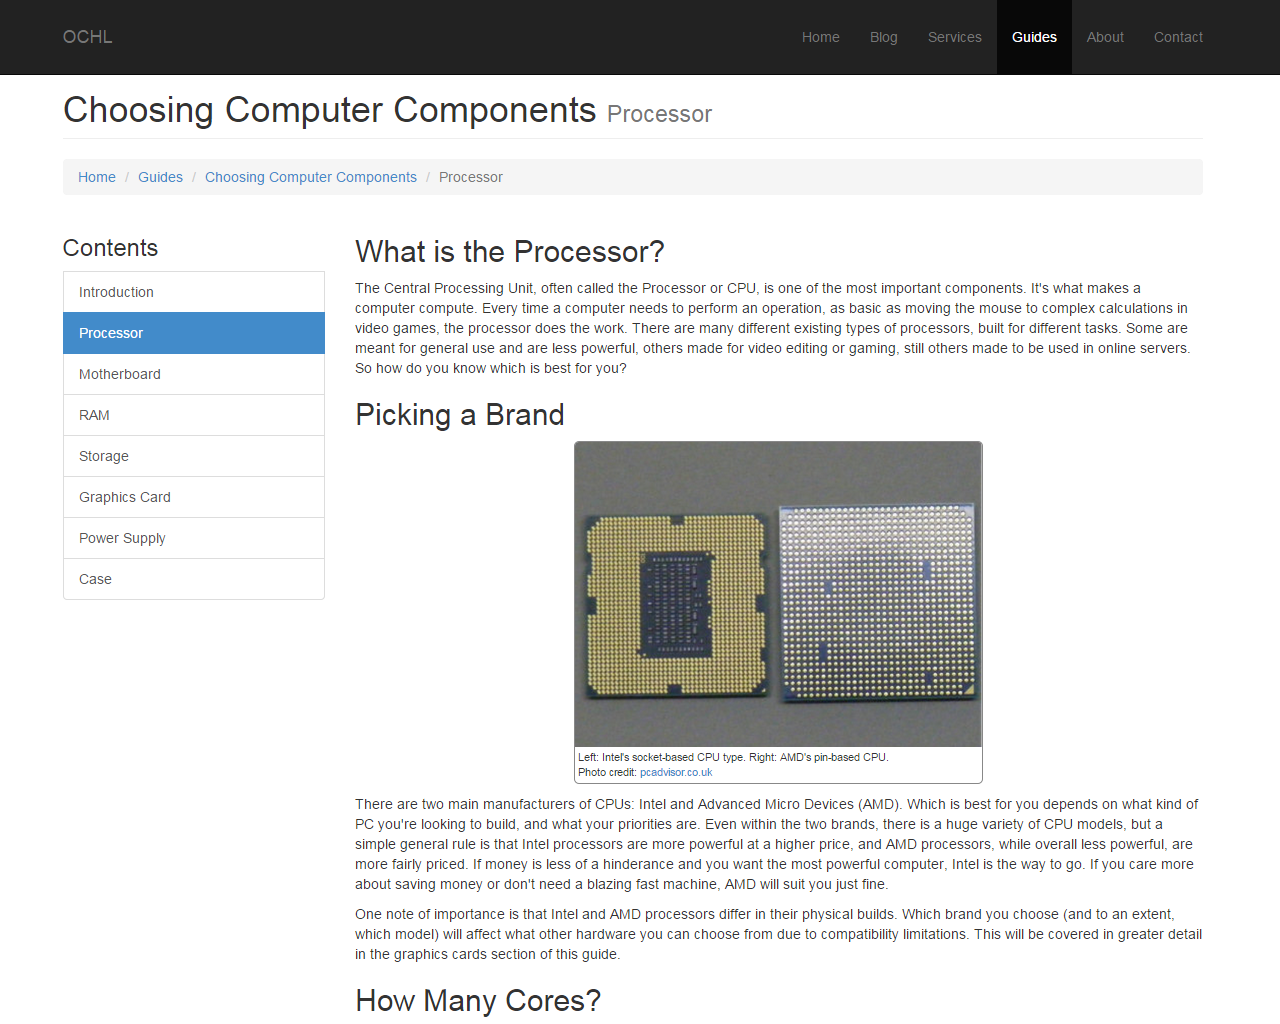 OCHL
Home Blog Services Guides About Contact
Choosing Computer Components Processor
Home / Guides / Choosing Computer Components / Processor
Contents
Introduction
Processor
Motherboard
RAM
Storage
Graphics Card
Power Supply
Case
What is the Processor?
The Central Processing Unit, often called the Processor or CPU, is one of the most important components. It's what makes a
computer compute. Every time a computer needs to perform an operation, as basic as moving the mouse to complex calculations in
video games, the processor does the work. There are many different existing types of processors, built for different tasks. Some are
meant for general use and are less powerful, others made for video editing or gaming, still others made to be used in online servers.
So how do you know which is best for you?
Picking a Brand
Left: Intel's socket-based CPU type. Right: AMD's pin-based CPU.
Photo credit: pcadvisor.co.uk
There are two main manufacturers of CPUs: Intel and Advanced Micro Devices (AMD). Which is best for you depends on what kind of
PC you're looking to build, and what your priorities are. Even within the two brands, there is a huge variety of CPU models, but a
simple general rule is that Intel processors are more powerful at a higher price, and AMD processors, while overall less powerful, are
more fairly priced. If money is less of a hinderance and you want the most powerful computer, Intel is the way to go. If you care more
about saving money or don't need a blazing fast machine, AMD will suit you just fine.
One note of importance is that Intel and AMD processors differ in their physical builds. Which brand you choose (and to an extent,
which model) will affect what other hardware you can choose from due to compatibility limitations. This will be covered in greater detail
in the graphics cards section of this guide.
How Many Cores?